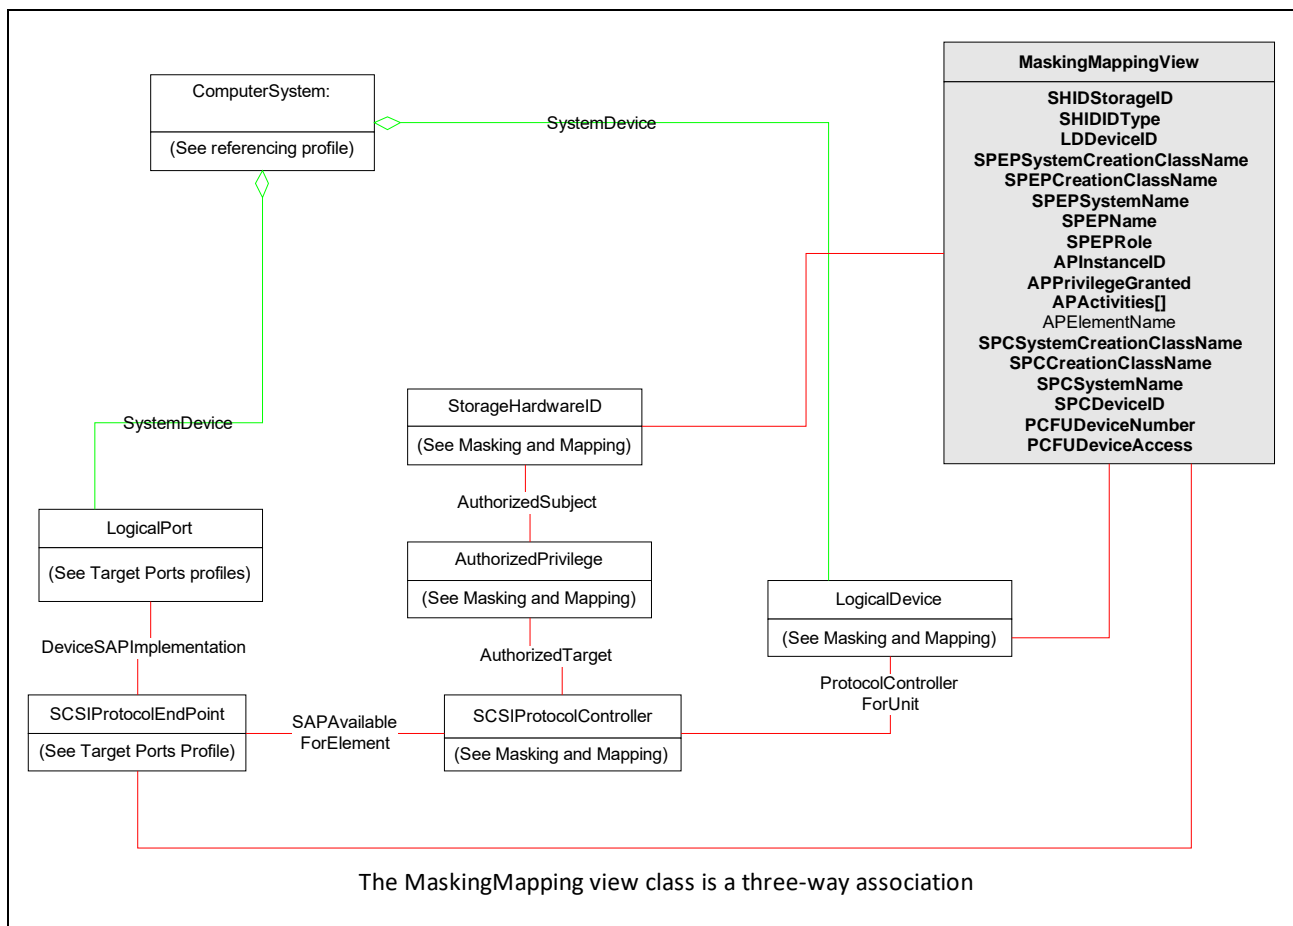 MaskingMappingView
SHIDStorageID
SHIDIDType
LDDeviceID
SPEPSystemCreationClassName
SPEPCreationClassName
SPEPSystemName
SPEPName
SPEPRole
APInstanceID
APPrivilegeGranted
APActivities[]
APElementName
SPCSystemCreationClassName
SPCCreationClassName
SPCSystemName
SPCDeviceID
PCFUDeviceNumber
PCFUDeviceAccess
ComputerSystem:
(See referencing profile)
SystemDevice
SystemDevice
StorageHardwareID
(See Masking and Mapping)
AuthorizedSubject
LogicalPort
(See Target Ports profiles)
AuthorizedPrivilege
(See Masking and Mapping)
LogicalDevice
(See Masking and Mapping)
DeviceSAPImplementation
AuthorizedTarget
ProtocolController
ForUnit
SCSIProtocolEndPoint
(See Target Ports Profile)
SAPAvailable
ForElement
SCSIProtocolController
(See Masking and Mapping)
The MaskingMapping view class is a three-way association